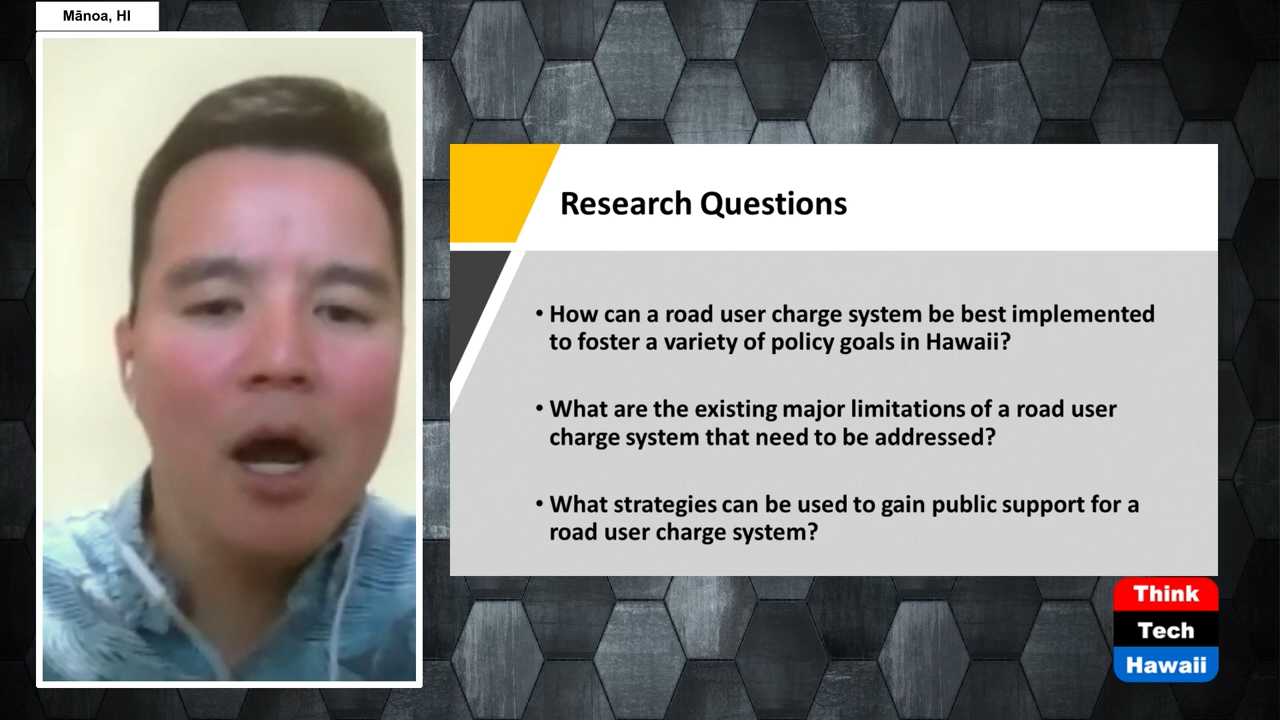 Mānoa, HI
Research Questions
• How can a road user charge system be best implemented
to foster a variety of policy goals in Hawaii?
• What are the existing major limitations of a road user
charge system that need to be addressed?
• What strategies can be used to gain public support for a
road user charge system?
Think
Tech
Hawaii